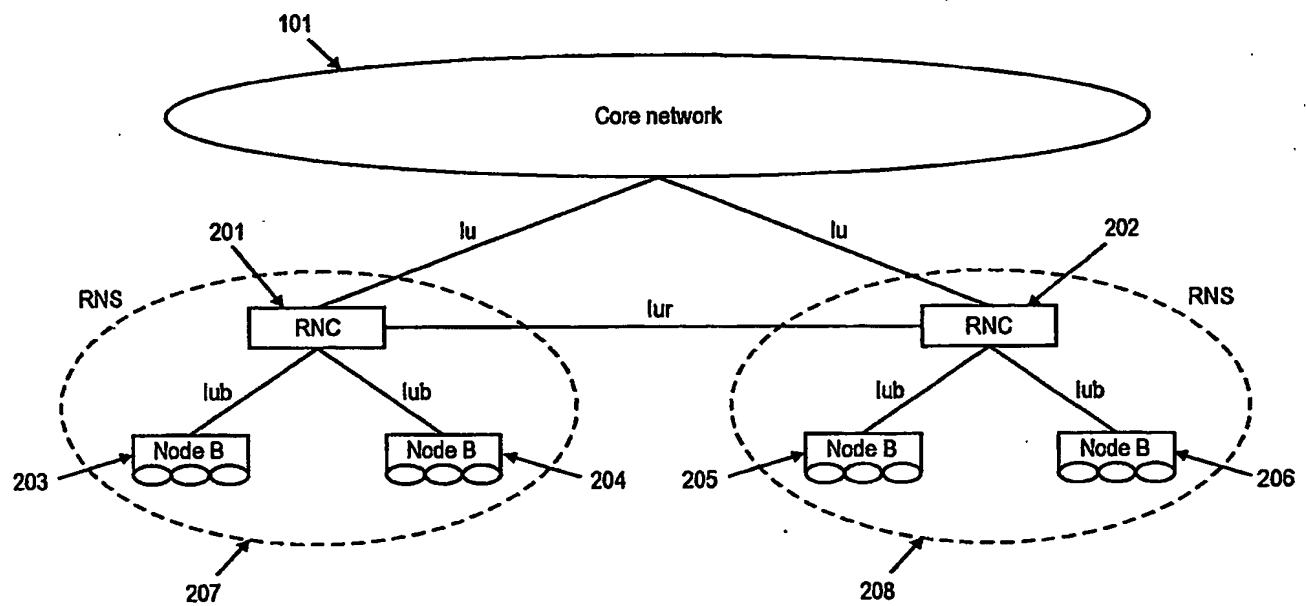 101
Core network
Iu
Iu
201
202
RNS
RNS
RNC
Iur
RNC
Iub
Iub
Iub
Iub
Node B
Node B
Node B
Node B
203
204
205
206
207
208